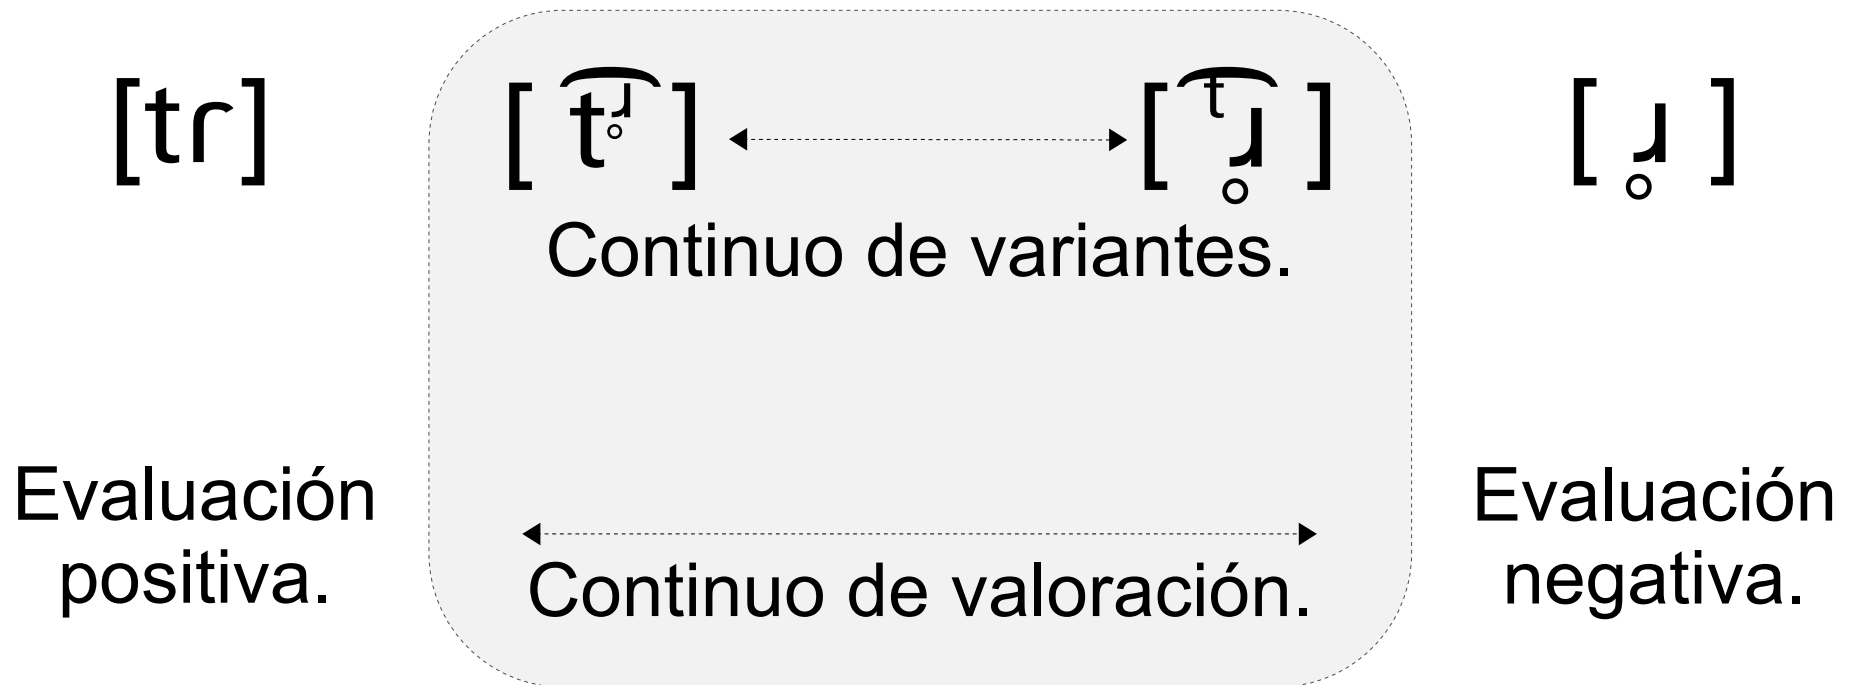 [tɾ] [t͡ɹ̥] [t͡ɹ̥] [ɹ̥]
Continuo de variantes.
Evaluación
positiva.
Continuo de valoración.
Evaluación
negativa.